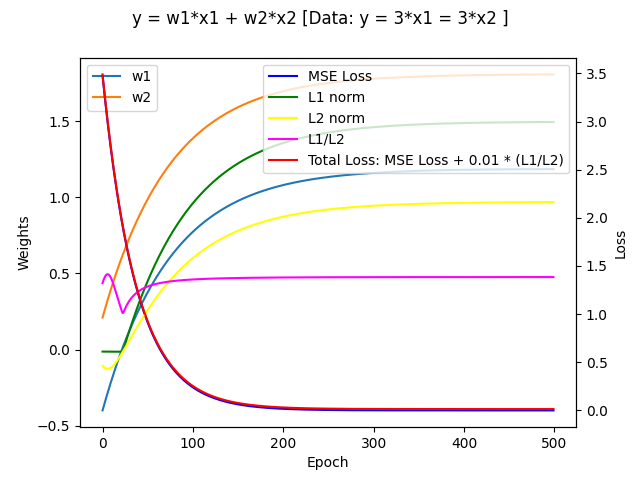 y = w1*x1 + w2*x2 [Data: y = 3*x1 = 3*x2 ]
w1
w2
MSE Loss
L1 norm
L2 norm
L1/L2
Total Loss: MSE Loss + 0.01 * (L1/L2)
Weights
1.5
1.0
0.5
0.0
−0.5
3.5
3.0
2.5
2.0
1.5
1.0
0.5
0.0
Loss
0
100
200
300
400
500
Epoch